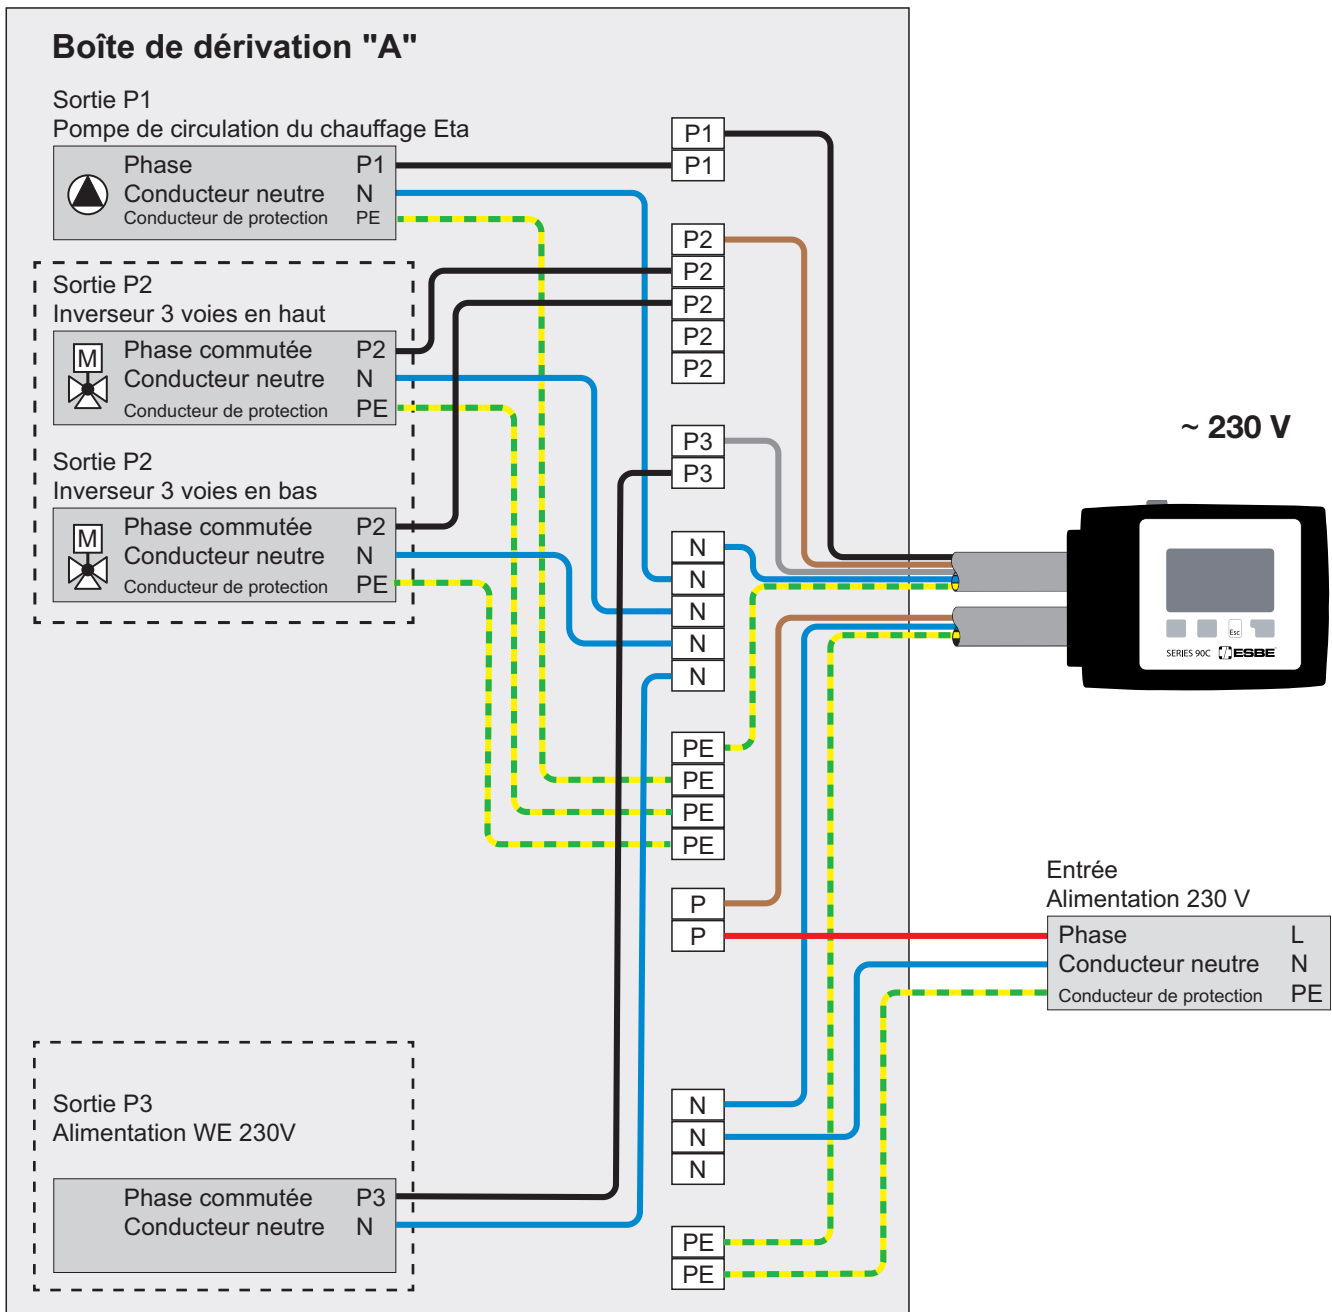 Boîte de dérivation "A"
Sortie P1
Pompe de circulation du chauffage Eta
Phase P1
Conducteur neutre N
Conducteur de protection PE
Sortie P2
Inverseur 3 voies en haut
M
Phase commutée P2
Conducteur neutre N
Conducteur de protection PE
Sortie P2
Inverseur 3 voies en bas
M
Phase commutée P2
Conducteur neutre N
Conducteur de protection PE
Sortie P3
Alimentation WE 230V
Phase commutée P3
Conducteur neutre N
P1
P1
P2
P2
P2
P2
P2
P3
P3
N
N
N
N
N
PE
PE
PE
PE
P
P
N
N
N
PE
PE
~ 230 V
Esc
SERIES 90C ESBE
Entrée
Alimentation 230 V
Phase L
Conducteur neutre N
Conducteur de protection PE